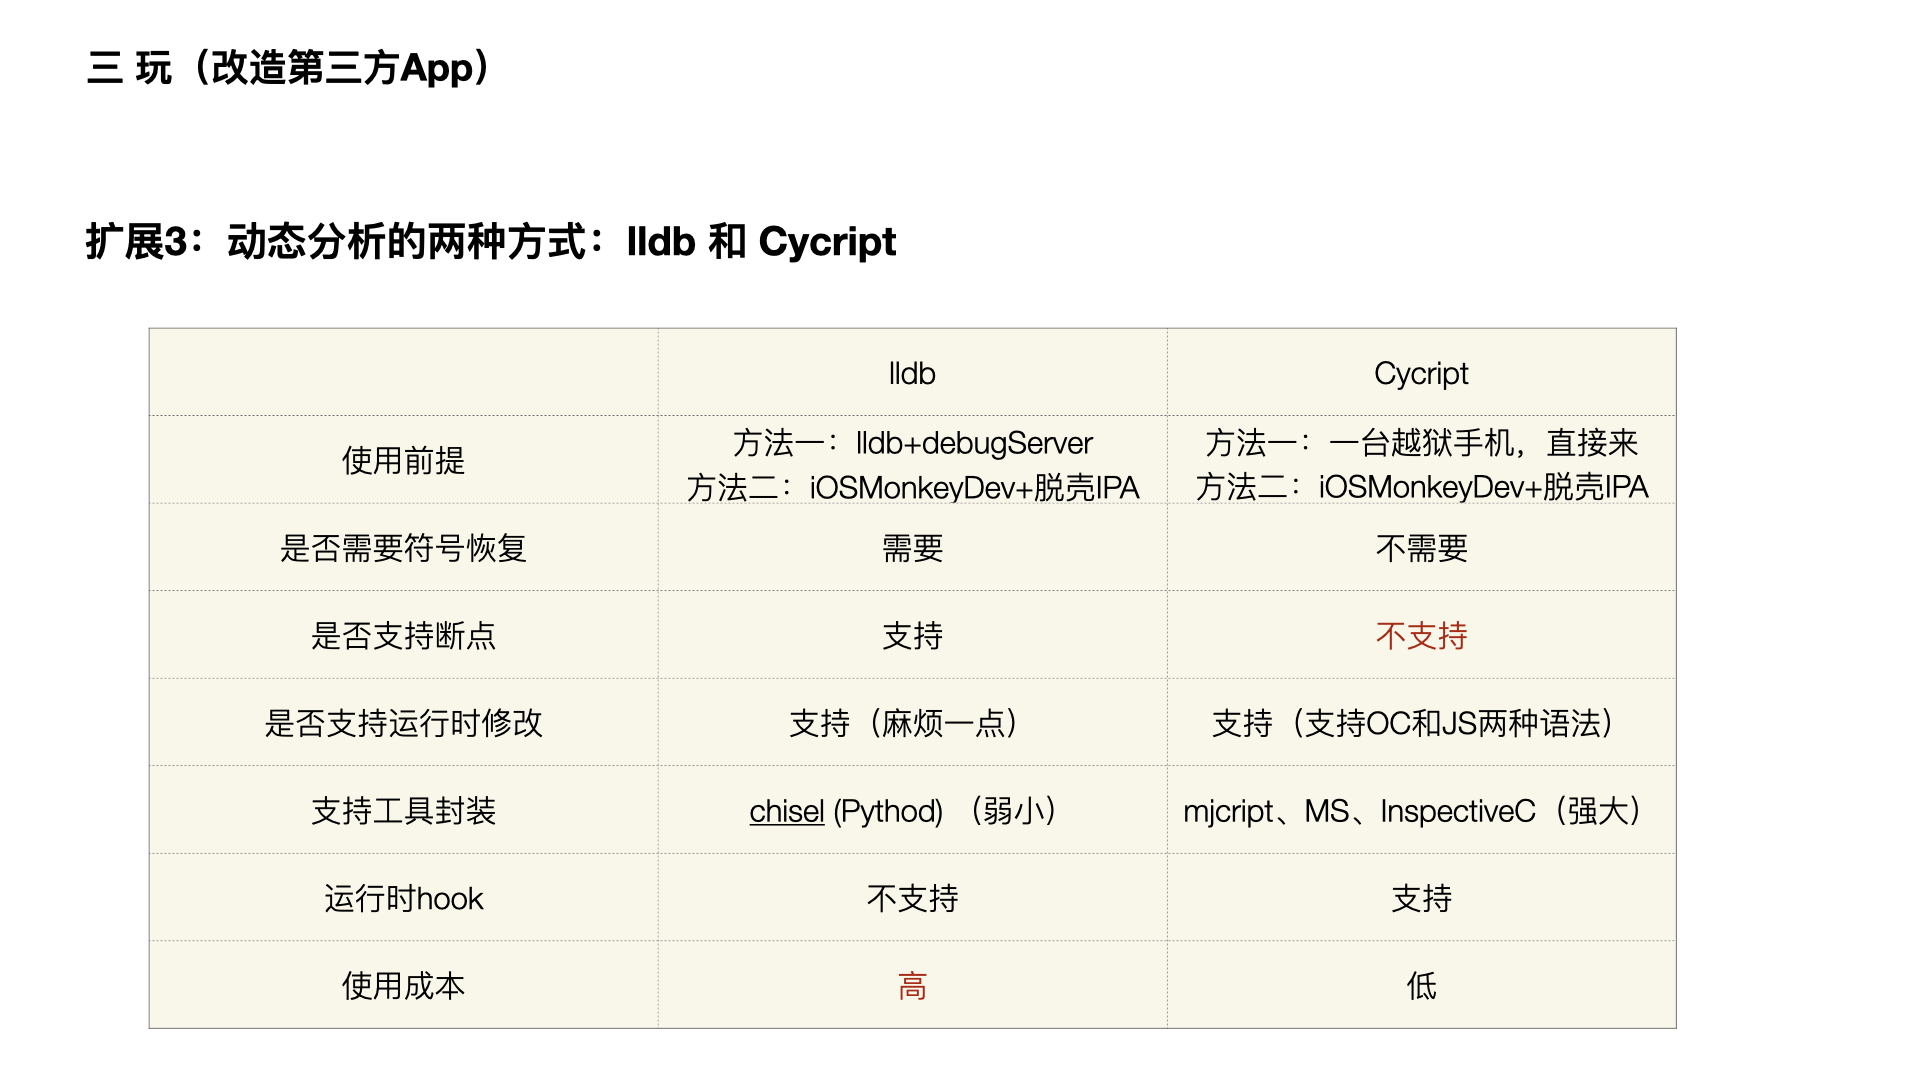 三 玩（改造第三方App）
扩展3：动态分析的两种方式：lldb 和 Cycript
lldb
Cycript
使用前提
方法一：lldb+debugServer
方法二：iOSMonkeyDev+脱壳IPA
方法一：一台越狱手机，直接来
方法二：iOSMonkeyDev+脱壳IPA
是否需要符号恢复
需要
不需要
是否支持断点
支持
不支持
是否支持运行时修改
支持（麻烦一点）
支持（支持OC和JS两种语法）
支持工具封装
chisel (Pythod) （弱小）
mjcript、MS、InspectiveC（强大）
运行时hook
不支持
支持
使用成本
高
低